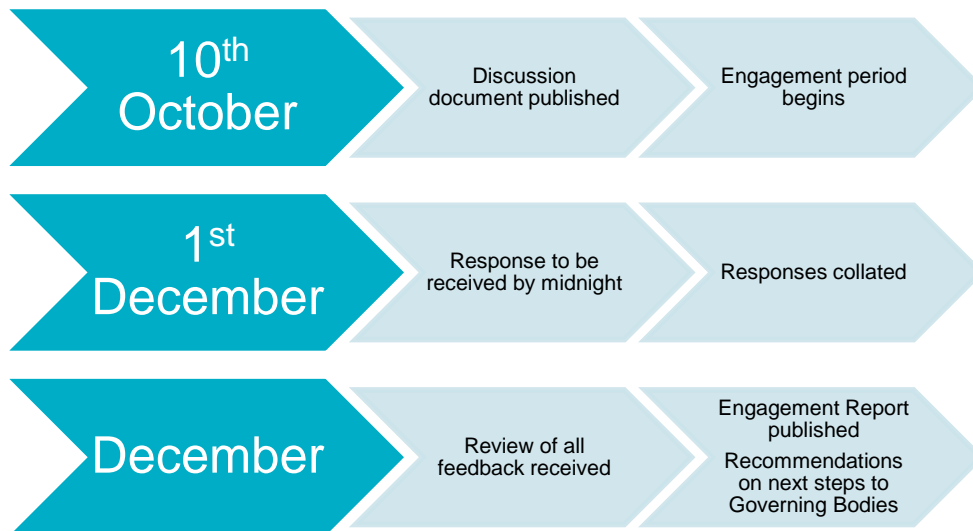 10th
October
Discussion
document published
Engagement period
begins
1st
December
Response to be
received by midnight
Responses collated
December
Review of all
feedback received
Engagement Report
published
Recommendations
on next steps to
Governing Bodies